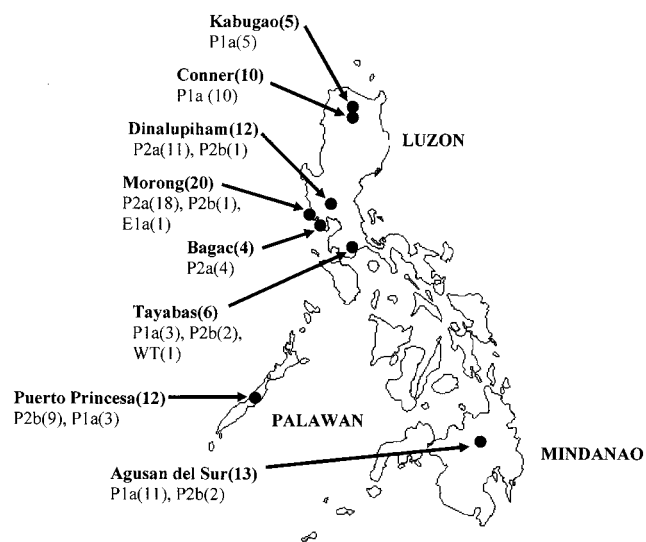 Kabugao(5)
P1a(5)
Conner(10)
P1a (10)
Dinalupiham(12)
P2a(11), P2b(1)
LUZON
Morong(20)
P2a(18), P2b(1),
E1a(1)
Bagac(4)
P2a(4)
Tayabas(6)
P1a(3), P2b(2),
WT(1)
Puerto Princesa(12)
P2b(9), P1a(3)
PALAWAN
MINDANAO
Agusan del Sur(13)
P1a(11), P2b(2)